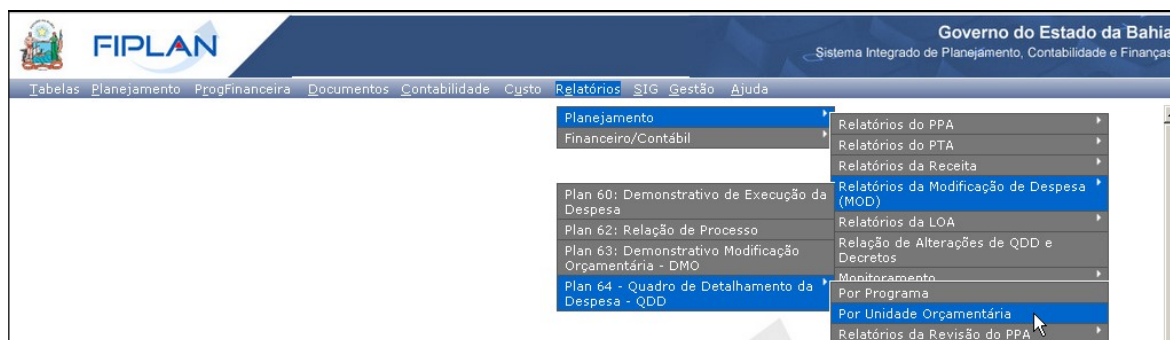 FIPLAN
Governo do Estado da Bahia
Sistema Integrado de Planejamento, Contabilidade e Finanças
Tabelas Planejamento ProgFinanceira Documentos Contabilidade Custo Relatórios SIG Gestão Ajuda
Planejamento
Financeiro/Contábil
Relatórios do PPA
Relatórios do PTA
Relatórios da Receita
Relatórios da Modificação de Despesa
(MOD)
Relatórios da LOA
Relação de Alterações de QDD e
Decretos
Monitoramento
Plan 60: Demonstrativo de Execução da
Despesa
Plan 62: Relação de Processo
Plan 63: Demonstrativo Modificação
Orçamentária - DMO
Plan 64 - Quadro de Detalhamento da
Despesa - QDD
Por Programa
Por Unidade Orçamentária
Relatórios da Revisão do PPA